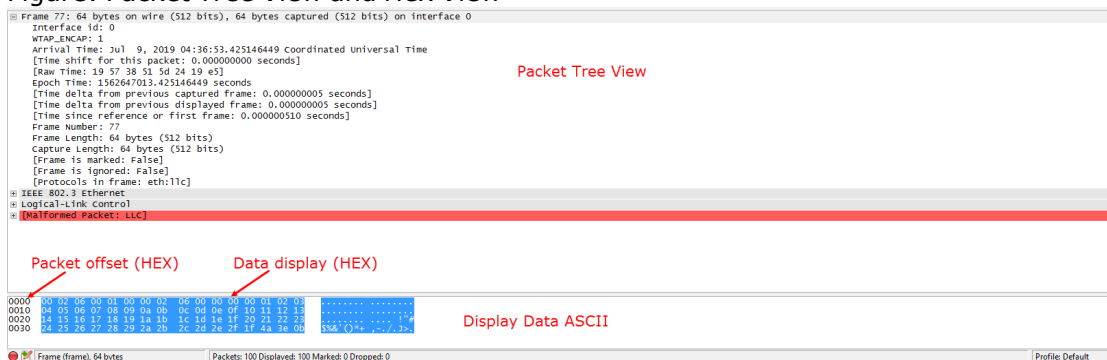 Figure: Packet Tree View and Hex View
Frame 77: 64 bytes on wire (512 bits), 64 bytes captured (512 bits) on interface 0
Interface id: 0
WTAP_ENCAP: 1
Arrival Time: Jul  9, 2019 04:36:53.425146449 Coordinated Universal Time
[Time shift for this packet: 0.000000000 seconds]
[Raw Time: 19 57 38 51 5d 24 19 e5]
Epoch Time: 1562647013.425146449 seconds
[Time delta from previous captured frame: 0.000000005 seconds]
[Time delta from previous displayed frame: 0.000000005 seconds]
[Time since reference or first frame: 0.000000510 seconds]
Frame Number: 77
Frame Length: 64 bytes (512 bits)
Capture Length: 64 bytes (512 bits)
[Frame is marked: False]
[Frame is ignored: False]
[Protocols in frame: eth:llc]
Packet Tree View
IEEE 802.3 Ethernet
Logical-Link Control
[Malformed Packet: LLC]
Packet offset (HEX) Data display (HEX)
0000 00 02 06 00 01 00 00 02 06 00 00 00 00 01 02 03 ........ ........
0010 04 05 06 07 08 09 0a 0b 0c 0d 0e 0f 10 11 12 13 ........ ........
0020 14 15 16 17 18 19 1a 1b 1c 1d 1e 1f 20 21 22 23 ........ .... !"#
0030 24 25 26 27 28 29 2a 2b 2c 2d 2e 2f 1f 4a 3e 0b $%&'()*+ ,-./.J>.
Display Data ASCII
Frame (frame), 64 bytes Packets: 100 Displayed: 100 Marked: 0 Dropped: 0 Profile: Default